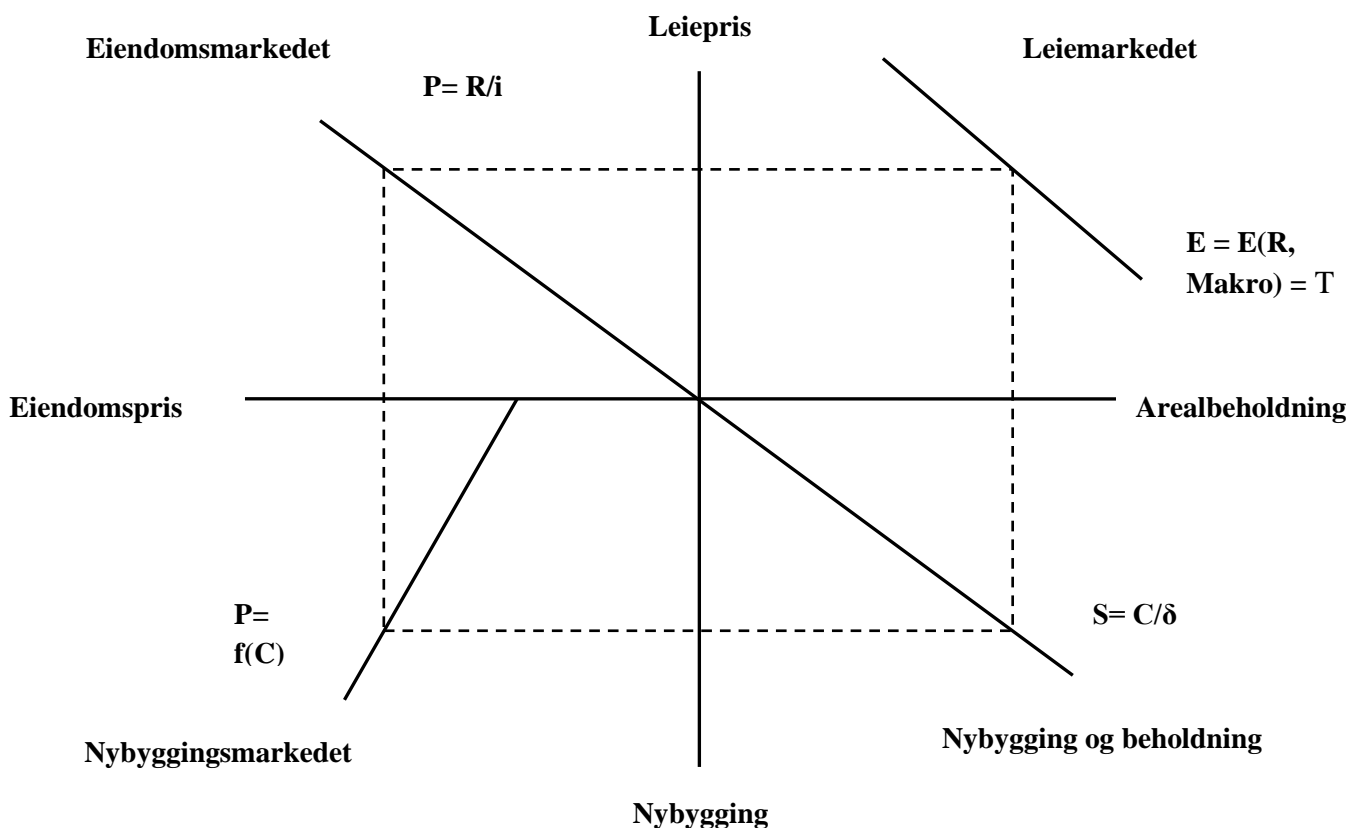 Leiepris
Eiendomsmarkedet
Leiemarkedet
P= R/i
E = E(R,
Makro) = T
Eiendomspris
Arealbeholdning
P=
f(C)
S= C/δ
Nybyggingsmarkedet
Nybygging og beholdning
Nybygging